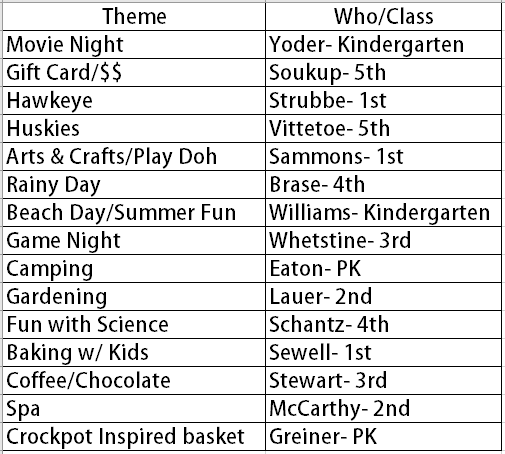 Theme Who/Class
Movie Night Yoder- Kindergarten
Gift Card/$$ Soukup- 5th
Hawkeye Strubbe- 1st
Huskies Vittetoe- 5th
Arts & Crafts/Play Doh Sammons- 1st
Rainy Day Brase- 4th
Beach Day/Summer Fun Williams- Kindergarten
Game Night Whetstine- 3rd
Camping Eaton- PK
Gardening Lauer- 2nd
Fun with Science Schantz- 4th
Baking w/ Kids Sewell- 1st
Coffee/Chocolate Stewart- 3rd
Spa McCarthy- 2nd
Crockpot Inspired basket Greiner- PK